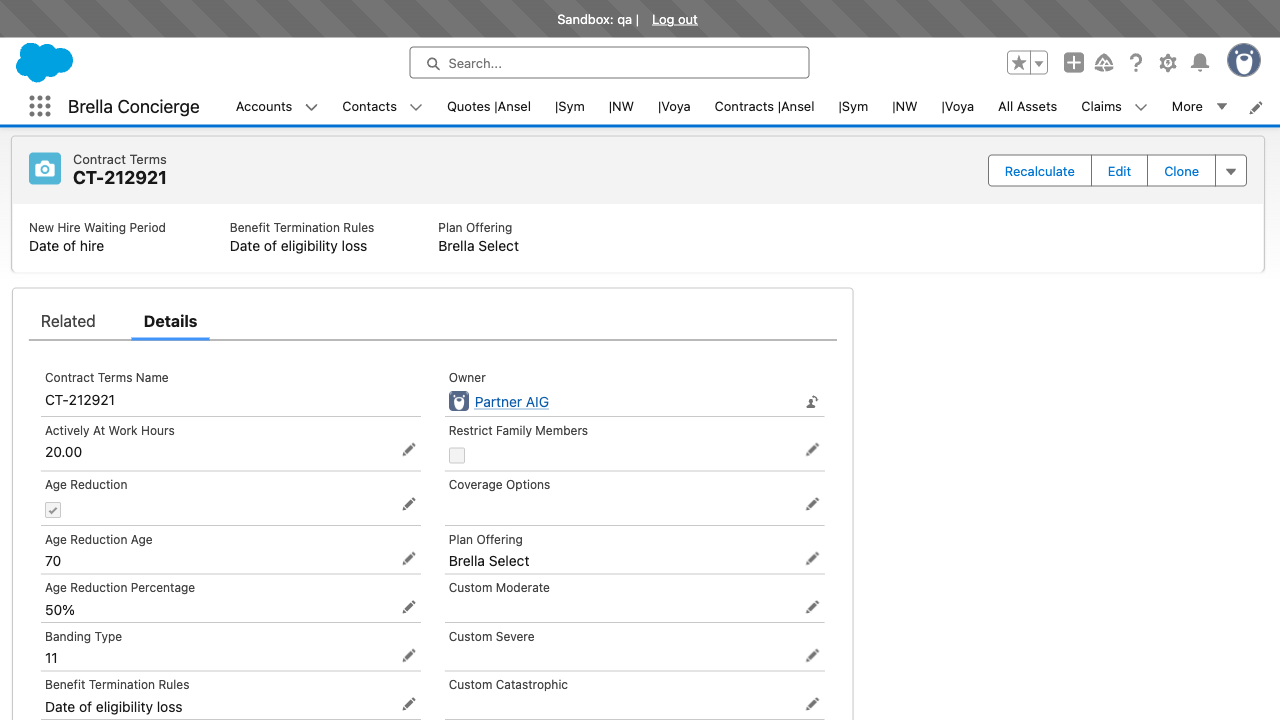 Sandbox: qa | Log out
Search...
Brella Concierge
Accounts
Contacts
Quotes |Ansel
|Sym
|NW
|Voya
Contracts |Ansel
|Sym
|NW
|Voya
All Assets
Claims
More
Contract Terms
CT-212921
Recalculate
Edit
Clone
New Hire Waiting Period
Date of hire
Benefit Termination Rules
Date of eligibility loss
Plan Offering
Brella Select
Related
Details
Contract Terms Name
CT-212921
Owner
Partner AIG
Actively At Work Hours
20.00
Restrict Family Members
Age Reduction
Coverage Options
Age Reduction Age
70
Plan Offering
Brella Select
Age Reduction Percentage
50%
Custom Moderate
Banding Type
11
Custom Severe
Benefit Termination Rules
Date of eligibility loss
Custom Catastrophic